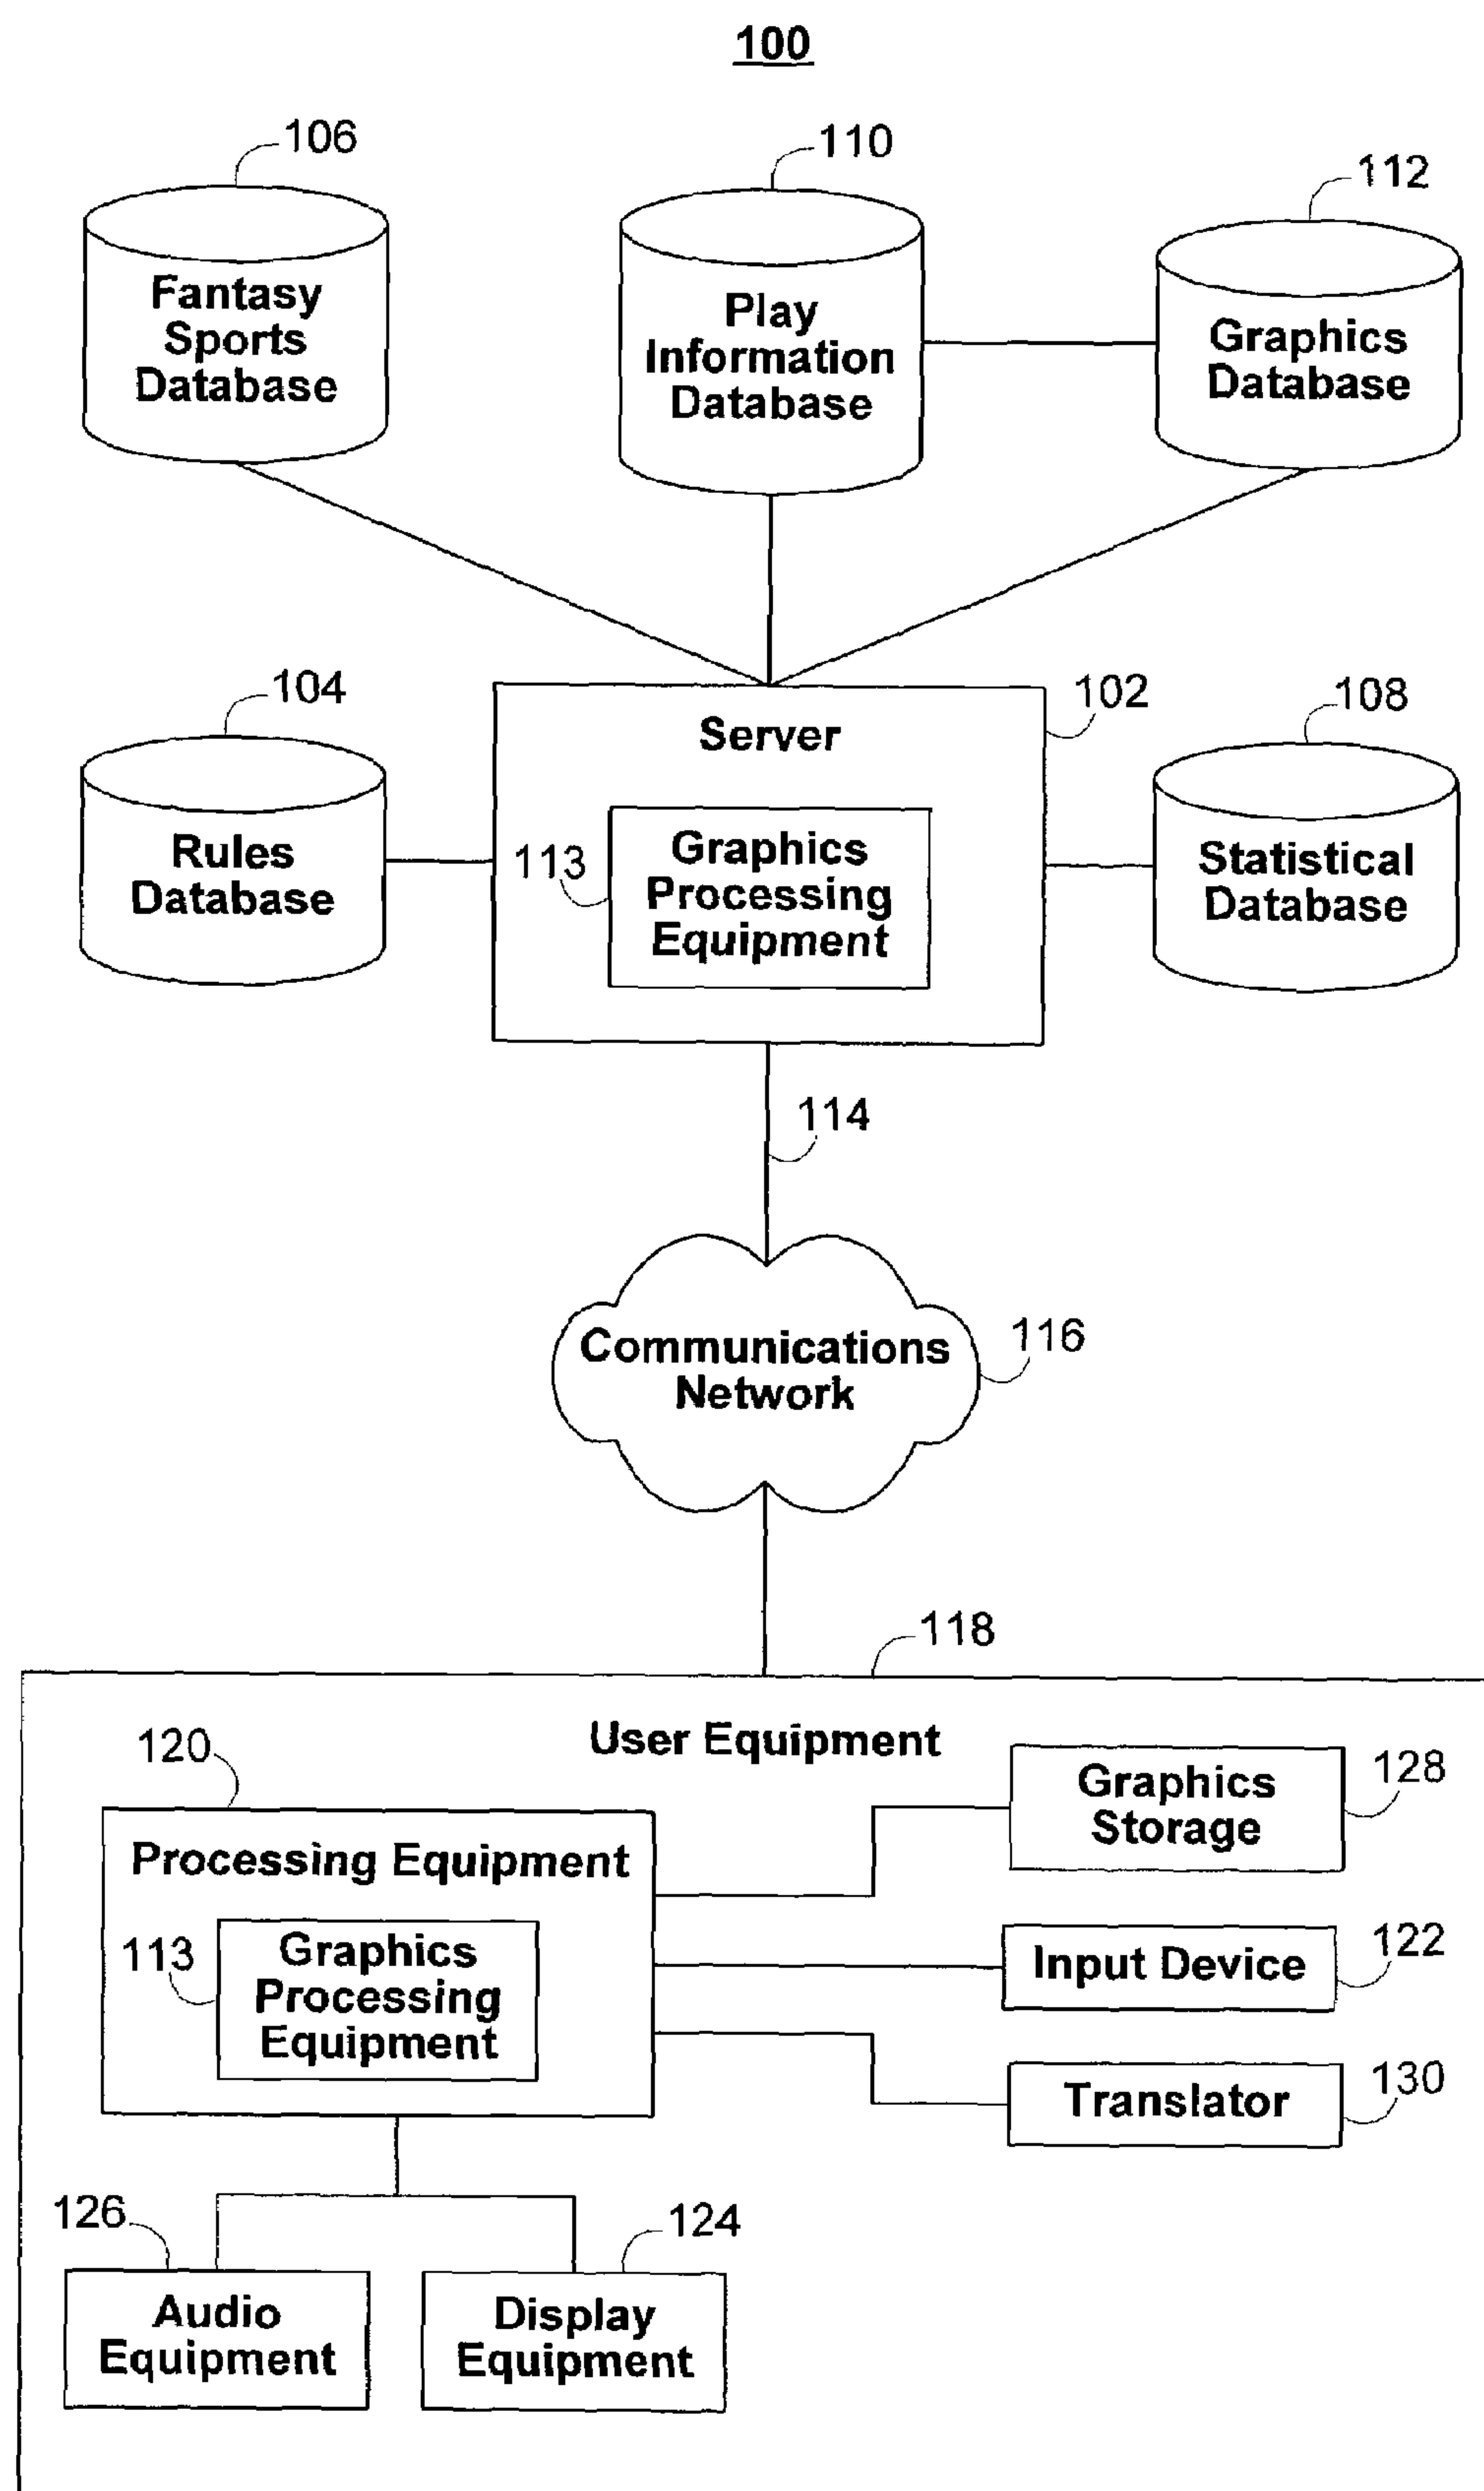 100
106
110
112
Fantasy
Sports
Database
Play
Information
Database
Graphics
Database
104
102
108
Server
Rules
Database
113
Graphics
Processing
Equipment
Statistical
Database
114
Communications
Network
116
118
User Equipment
120
Processing Equipment
113
Graphics
Processing
Equipment
Graphics
Storage
128
Input Device
122
Translator
130
126
124
Audio
Equipment
Display
Equipment